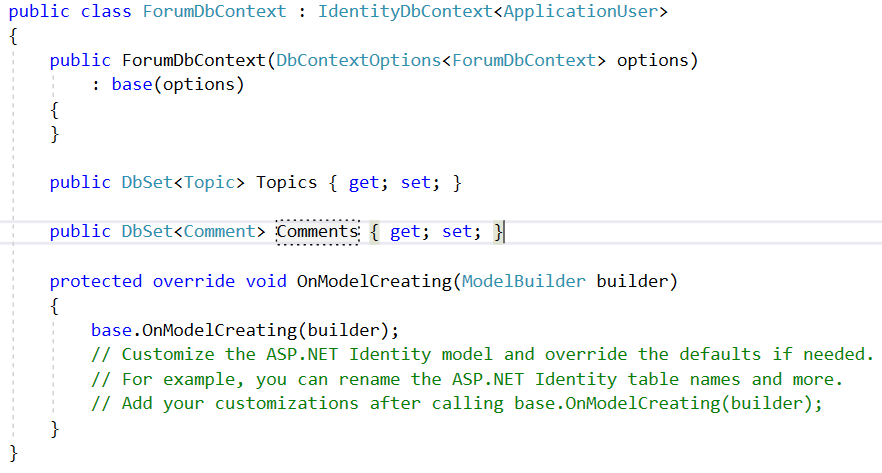 public class ForumDbContext : IdentityDbContext<ApplicationUser>
{
    public ForumDbContext(DbContextOptions<ForumDbContext> options)
        : base(options)
    {
    }

    public DbSet<Topic> Topics { get; set; }

    public DbSet<Comment> Comments { get; set; }

    protected override void OnModelCreating(ModelBuilder builder)
    {
        base.OnModelCreating(builder);
        // Customize the ASP.NET Identity model and override the defaults if needed.
        // For example, you can rename the ASP.NET Identity table names and more.
        // Add your customizations after calling base.OnModelCreating(builder);
    }
}